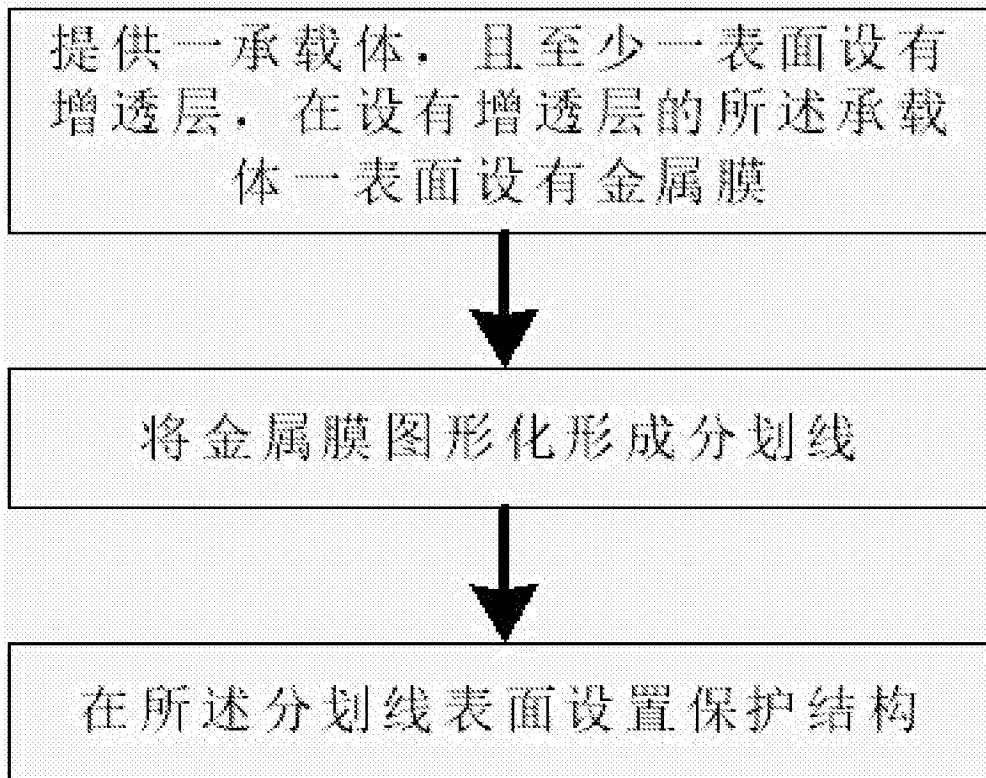 提供一承载体．且至少一表面设有
增透层．在设有增透层的所述承载
体一表面设有金属膜
将金属膜图形化形成分划线
在所述分划线表面设置保护结构